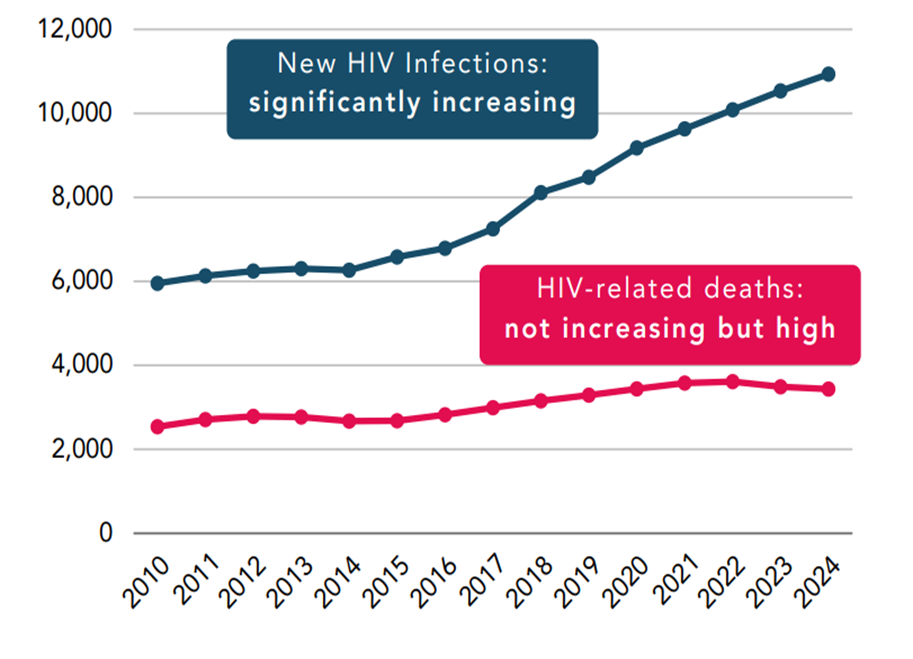 12,000
New HIV Infections:
significantly increasing
10,000
8,000
6,000
HIV-related deaths:
not increasing but high
4,000
2,000
0
2010 2011 2012 2013 2014 2015 2016 2017 2018 2019 2020 2021 2022 2023 2024